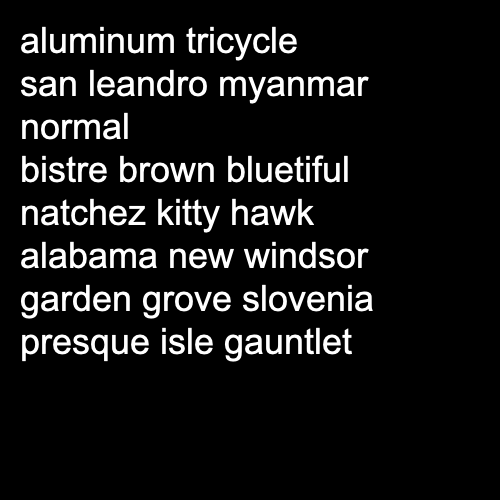 aluminum tricycle
san leandro myanmar
normal
bistre brown bluetiful
natchez kitty hawk
alabama new windsor
garden grove slovenia
presque isle gauntlet